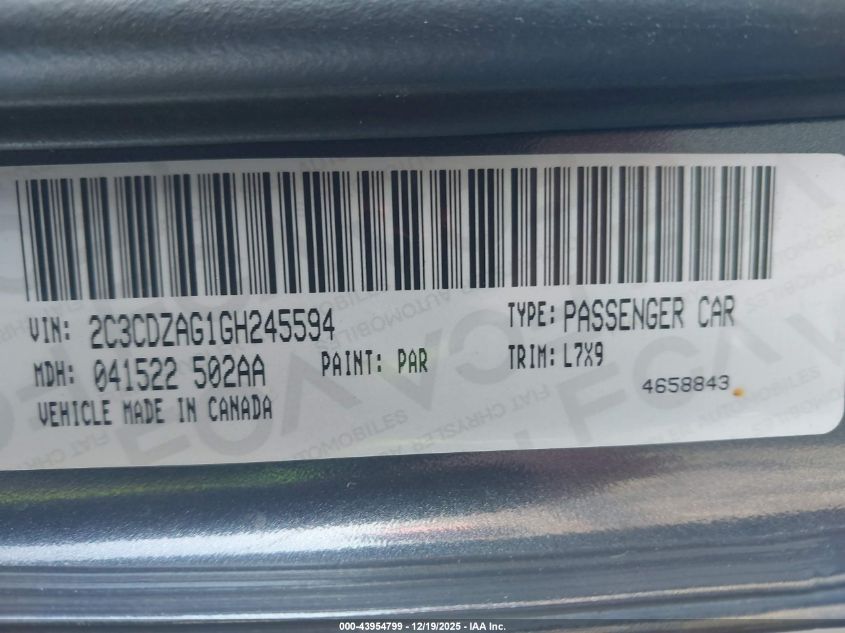 VIN: 2C3CDZAG1GH245594 TYPE: PASSENGER CAR
MDH: 041522 502AA PAINT: PAR TRIM: L7X9
VEHICLE MADE IN CANADA 4658843
000-43954799 - 12/19/2025 - IAA Inc.